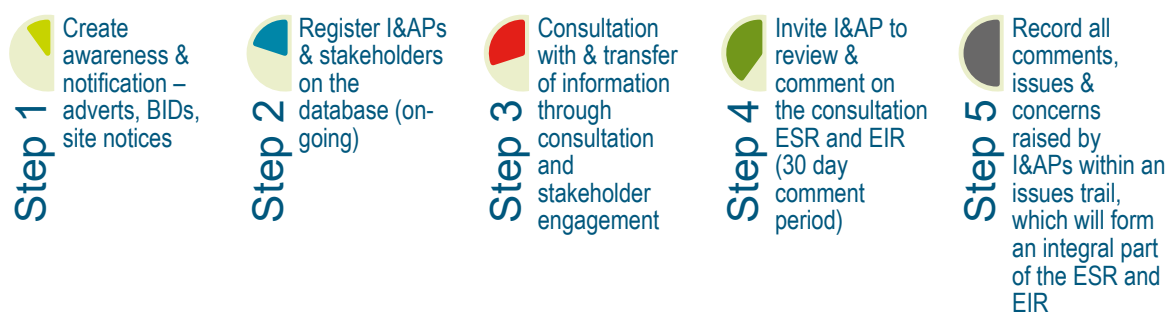 Step 1
Create
awareness &
notification –
adverts, BIDs,
site notices
Step 2
Register I&APs
& stakeholders
on the
database (on-
going)
Step 3
Consultation
with & transfer
of information
through
consultation
and
stakeholder
engagement
Step 4
Invite I&AP to
review &
comment on
the consultation
ESR and EIR
(30 day
comment
period)
Step 5
Record all
comments,
issues &
concerns
raised by
I&APs within an
issues trail,
which will form
an integral part
of the ESR and
EIR